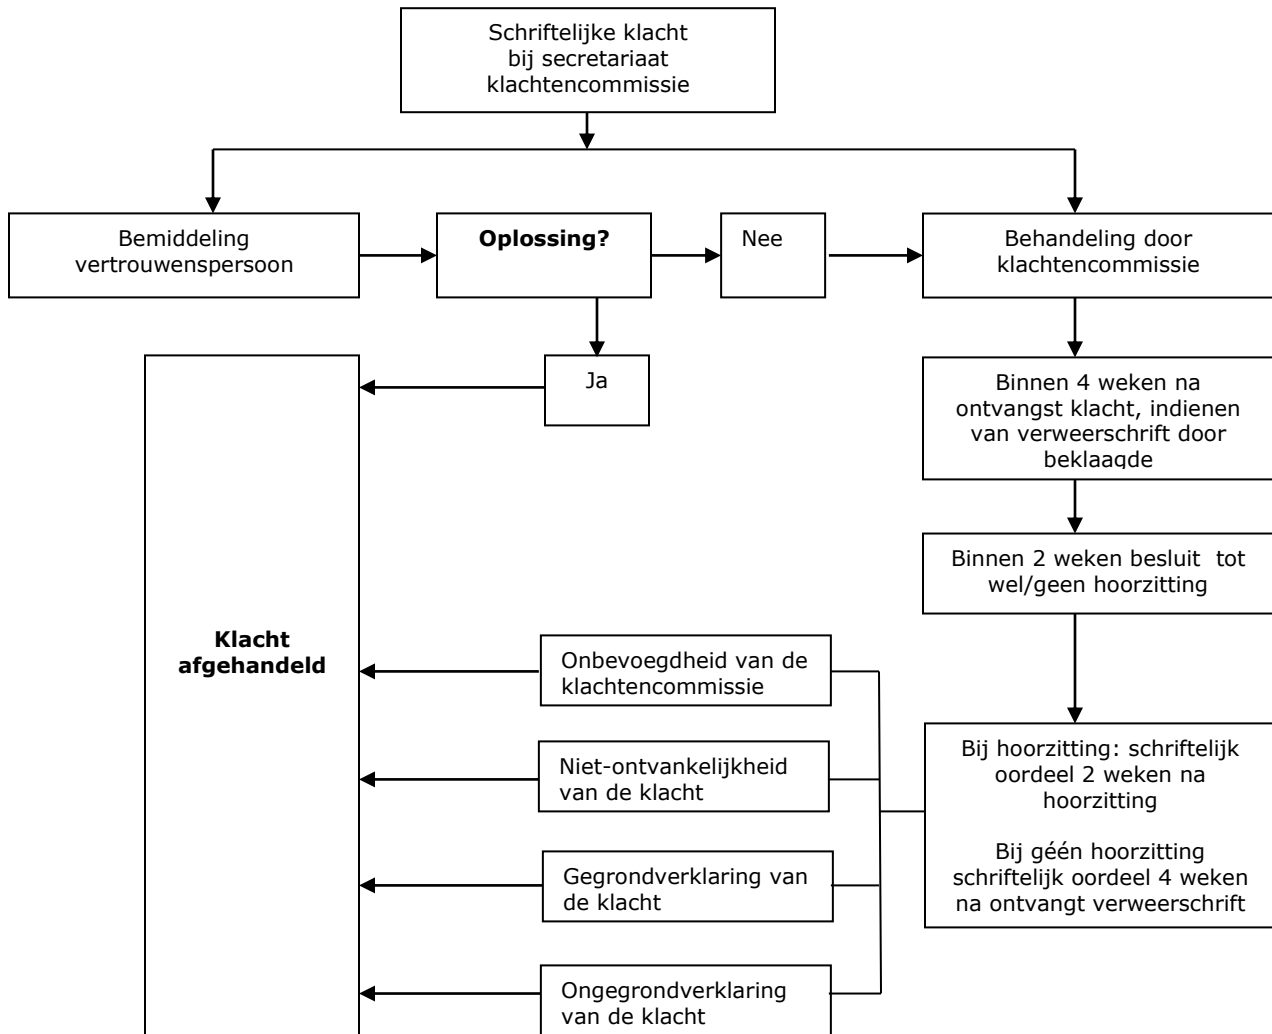 Schriftelijke klacht
bij secretariaat
klachtencommissie
Bemiddeling
vertrouwenspersoon
Oplossing?
Nee
Behandeling door
klachtencommissie
Ja
Binnen 4 weken na
ontvangst klacht, indienen
van verweerschrift door
beklaagde
Binnen 2 weken besluit  tot
wel/geen hoorzitting
Klacht
afgehandeld
Onbevoegdheid van de
klachtencommissie
Niet-ontvankelijkheid
van de klacht
Gegrondverklaring van
de klacht
Ongegrondverklaring
van de klacht
Bij hoorzitting: schriftelijk
oordeel 2 weken na
hoorzitting
Bij géén hoorzitting
schriftelijk oordeel 4 weken
na ontvangt verweerschrift